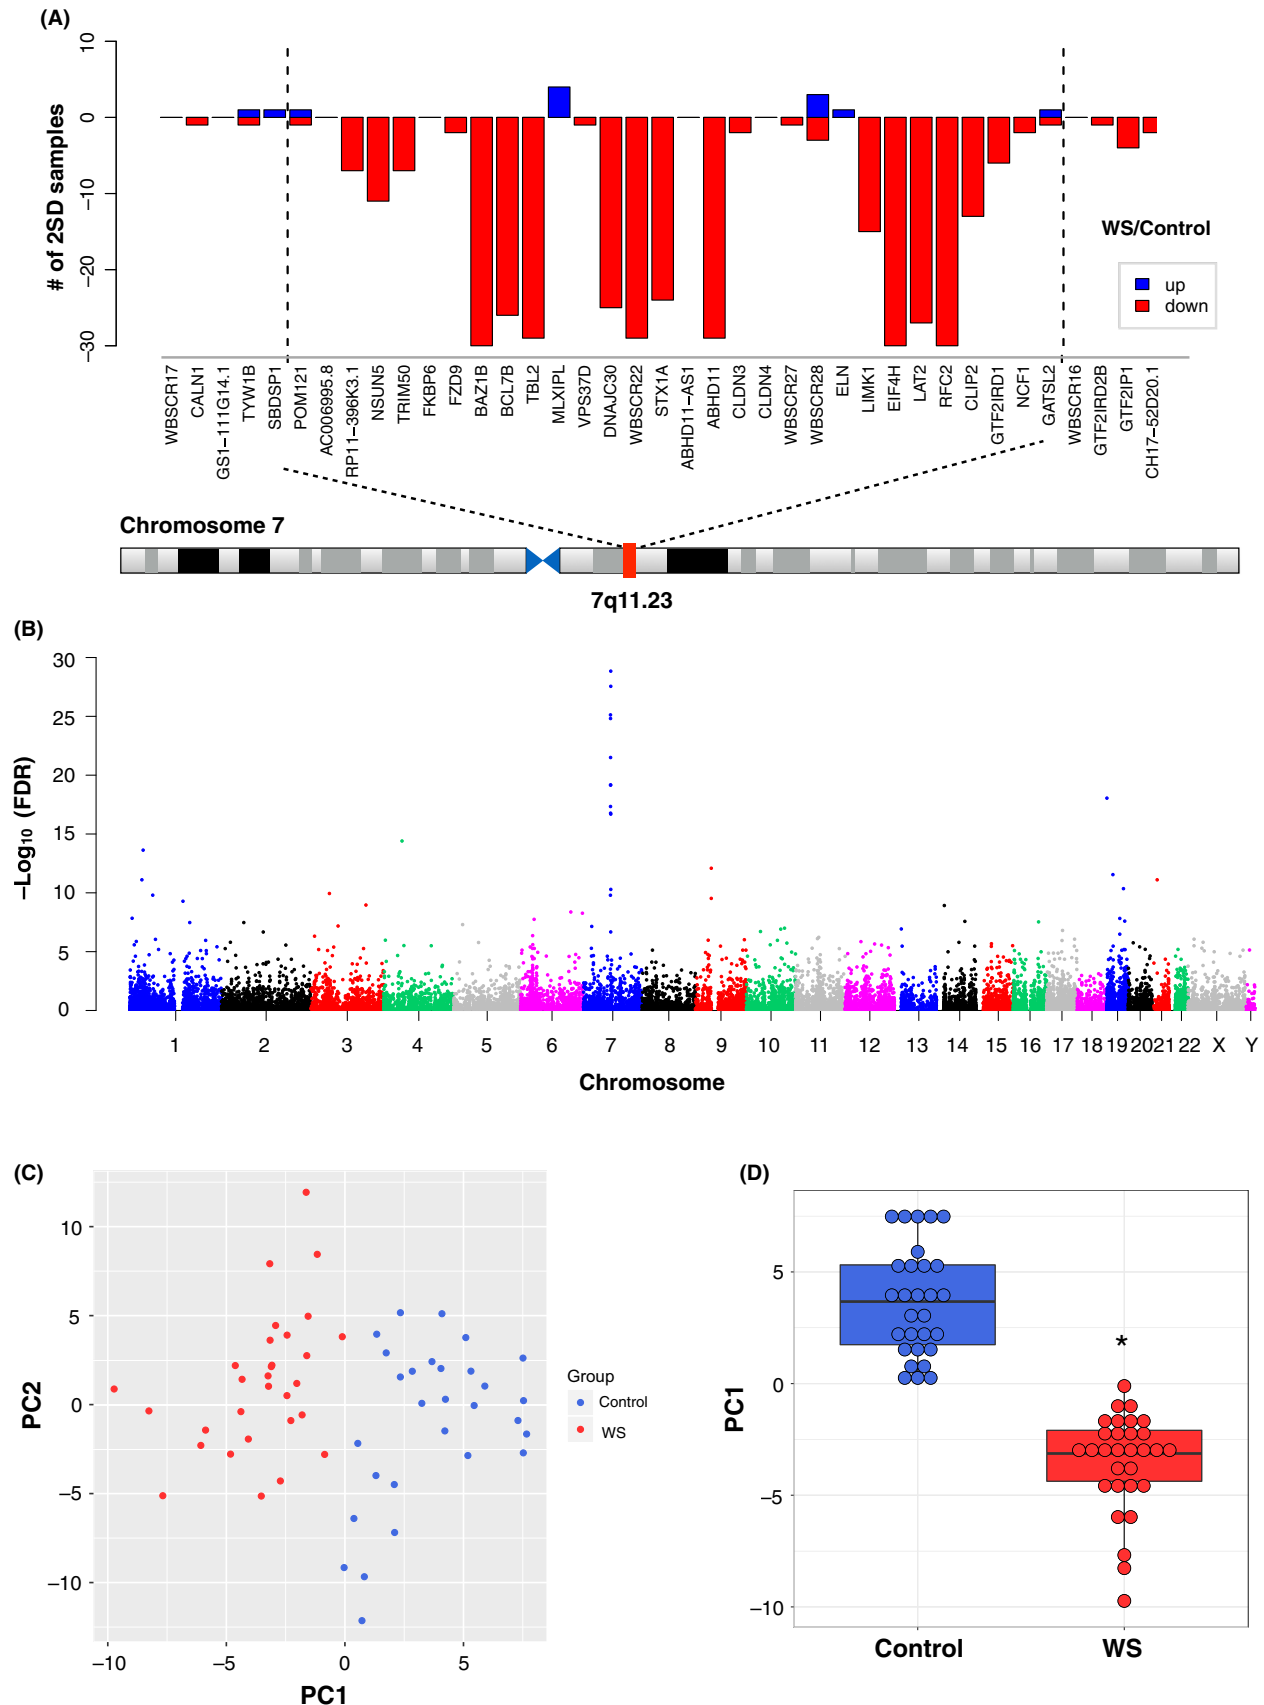 (A)
10
0
−10
−20
−30
# of 2SD samples
WS/Control
up
down
WBSCR17
CALN1
GS1−111G14.1
TYW1B
SBDSP1
POM121
AC006995.8
RP11−396K3.1
NSUN5
TRIM50
FKBP6
FZD9
BAZ1B
BCL7B
TBL2
MLXIPL
VPS37D
DNAJC30
WBSCR22
STX1A
ABHD11−AS1
ABHD11
CLDN3
CLDN4
WBSCR27
WBSCR28
ELN
LIMK1
EIF4H
LAT2
RFC2
CLIP2
GTF2IRD1
NCF1
GATSL2
WBSCR16
GTF2IRD2B
GTF2IP1
CH17−52D20.1
Chromosome 7
7q11.23
(B)
30
25
20
15
10
5
0
−Log10 (FDR)
1 2 3 4 5 6 7 8 9 10 11 12 13 14 15 16 17 18 19 20 21 22 X Y
Chromosome
(C)
10
5
0
−5
−10
PC2
−10 −5 0 5
PC1
Group
Control
WS
(D)
5
0
−5
−10
PC1
*
Control WS